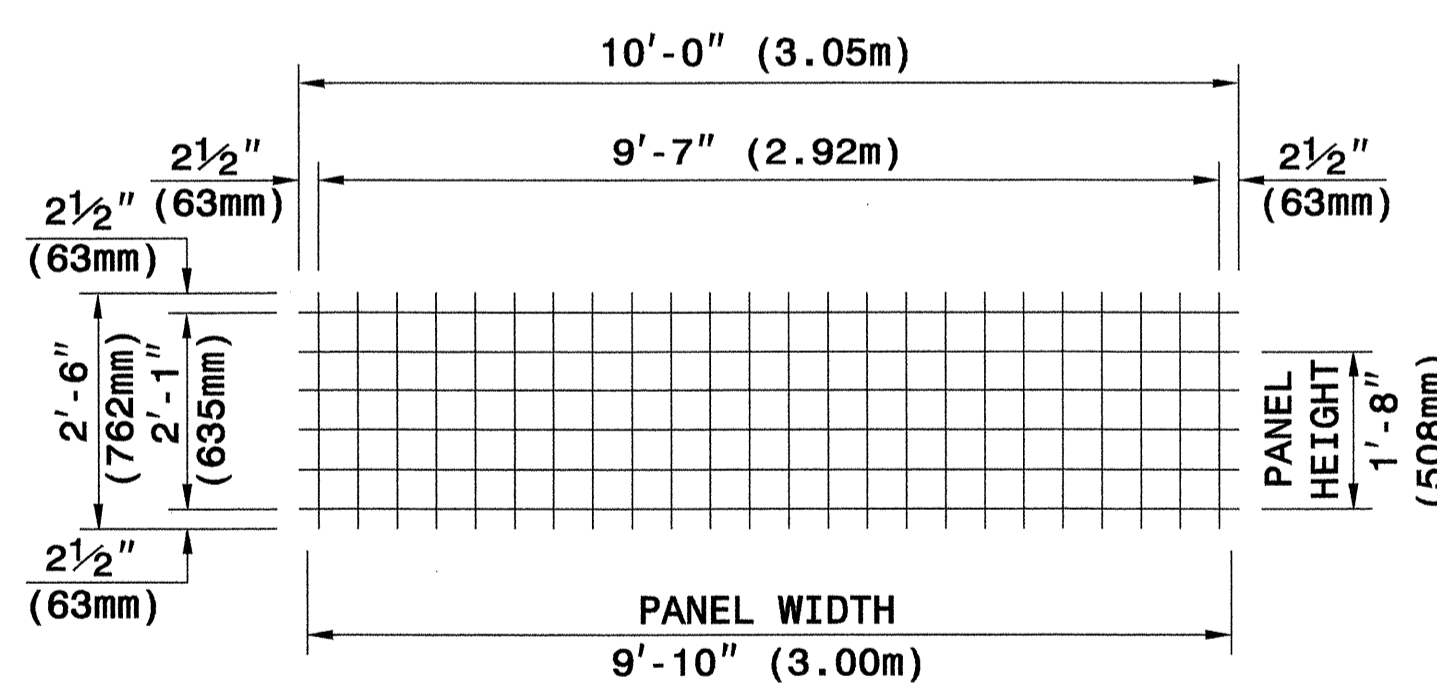 10'-0" (3.05m)
9'-7" (2.92m)
2½"
(63mm)
2½"
(63mm)
2½"
(63mm)
2'-6"
(762mm)
2'-1"
(635mm)
PANEL
HEIGHT
1'-8"
(508mm)
2½"
(63mm)
PANEL WIDTH
9'-10" (3.00m)